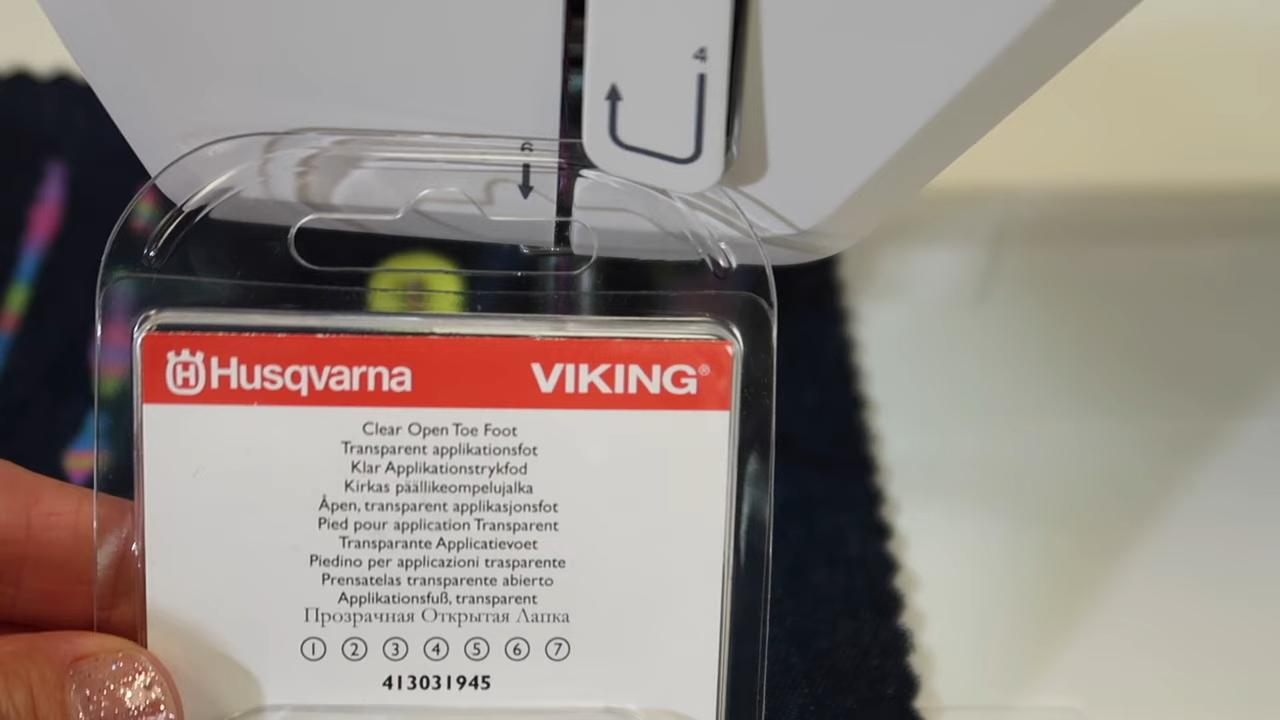 4
6
Husqvarna VIKING®
Clear Open Toe Foot
Transparent applikationsfot
Klar Applikationstrykfod
Kirkas päällikeompelujalka
Åpen, transparent applikasjonsfot
Pied pour application Transparent
Transparante Applicatievoet
Piedino per applicazioni trasparente
Prensatelas transparente abierto
Applikationsfuß, transparent
Прозрачная Открытая Лапка
① ② ③ ④ ⑤ ⑥ ⑦
413031945